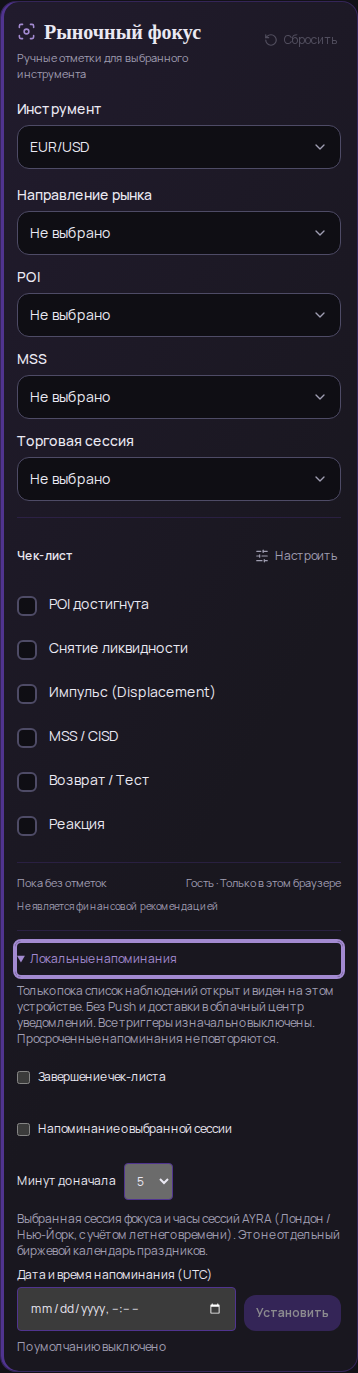 Рыночный фокус
Сбросить
Ручные отметки для выбранного
инструмента
Инструмент
EUR/USD
Направление рынка
Не выбрано
POI
Не выбрано
MSS
Не выбрано
Торговая сессия
Не выбрано
Чек-лист
Настроить
POI достигнута
Снятие ликвидности
Импульс (Displacement)
MSS / CISD
Возврат / Тест
Реакция
Пока без отметок
Гость · Только в этом браузере
Не является финансовой рекомендацией
Локальные напоминания
Только пока список наблюдений открыт и виден на этом
устройстве. Без Push и доставки в облачный центр
уведомлений. Все триггеры изначально выключены.
Просроченные напоминания не повторяются.
Завершение чек-листа
Напоминание о выбранной сессии
Минут до начала
5
Выбранная сессия фокуса и часы сессий AYRA (Лондон /
Нью-Йорк, с учётом летнего времени). Это не отдельный
биржевой календарь праздников.
Дата и время напоминания (UTC)
mm/dd/yyyy, --:-- --
Установить
По умолчанию выключено